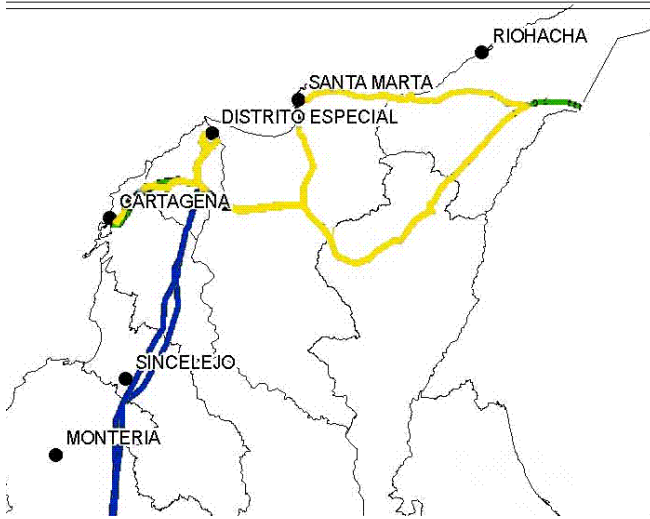 RIOHACHA
SANTA MARTA
DISTRITO ESPECIAL
CARTAGENA
SINCELEJO
MONTERIA